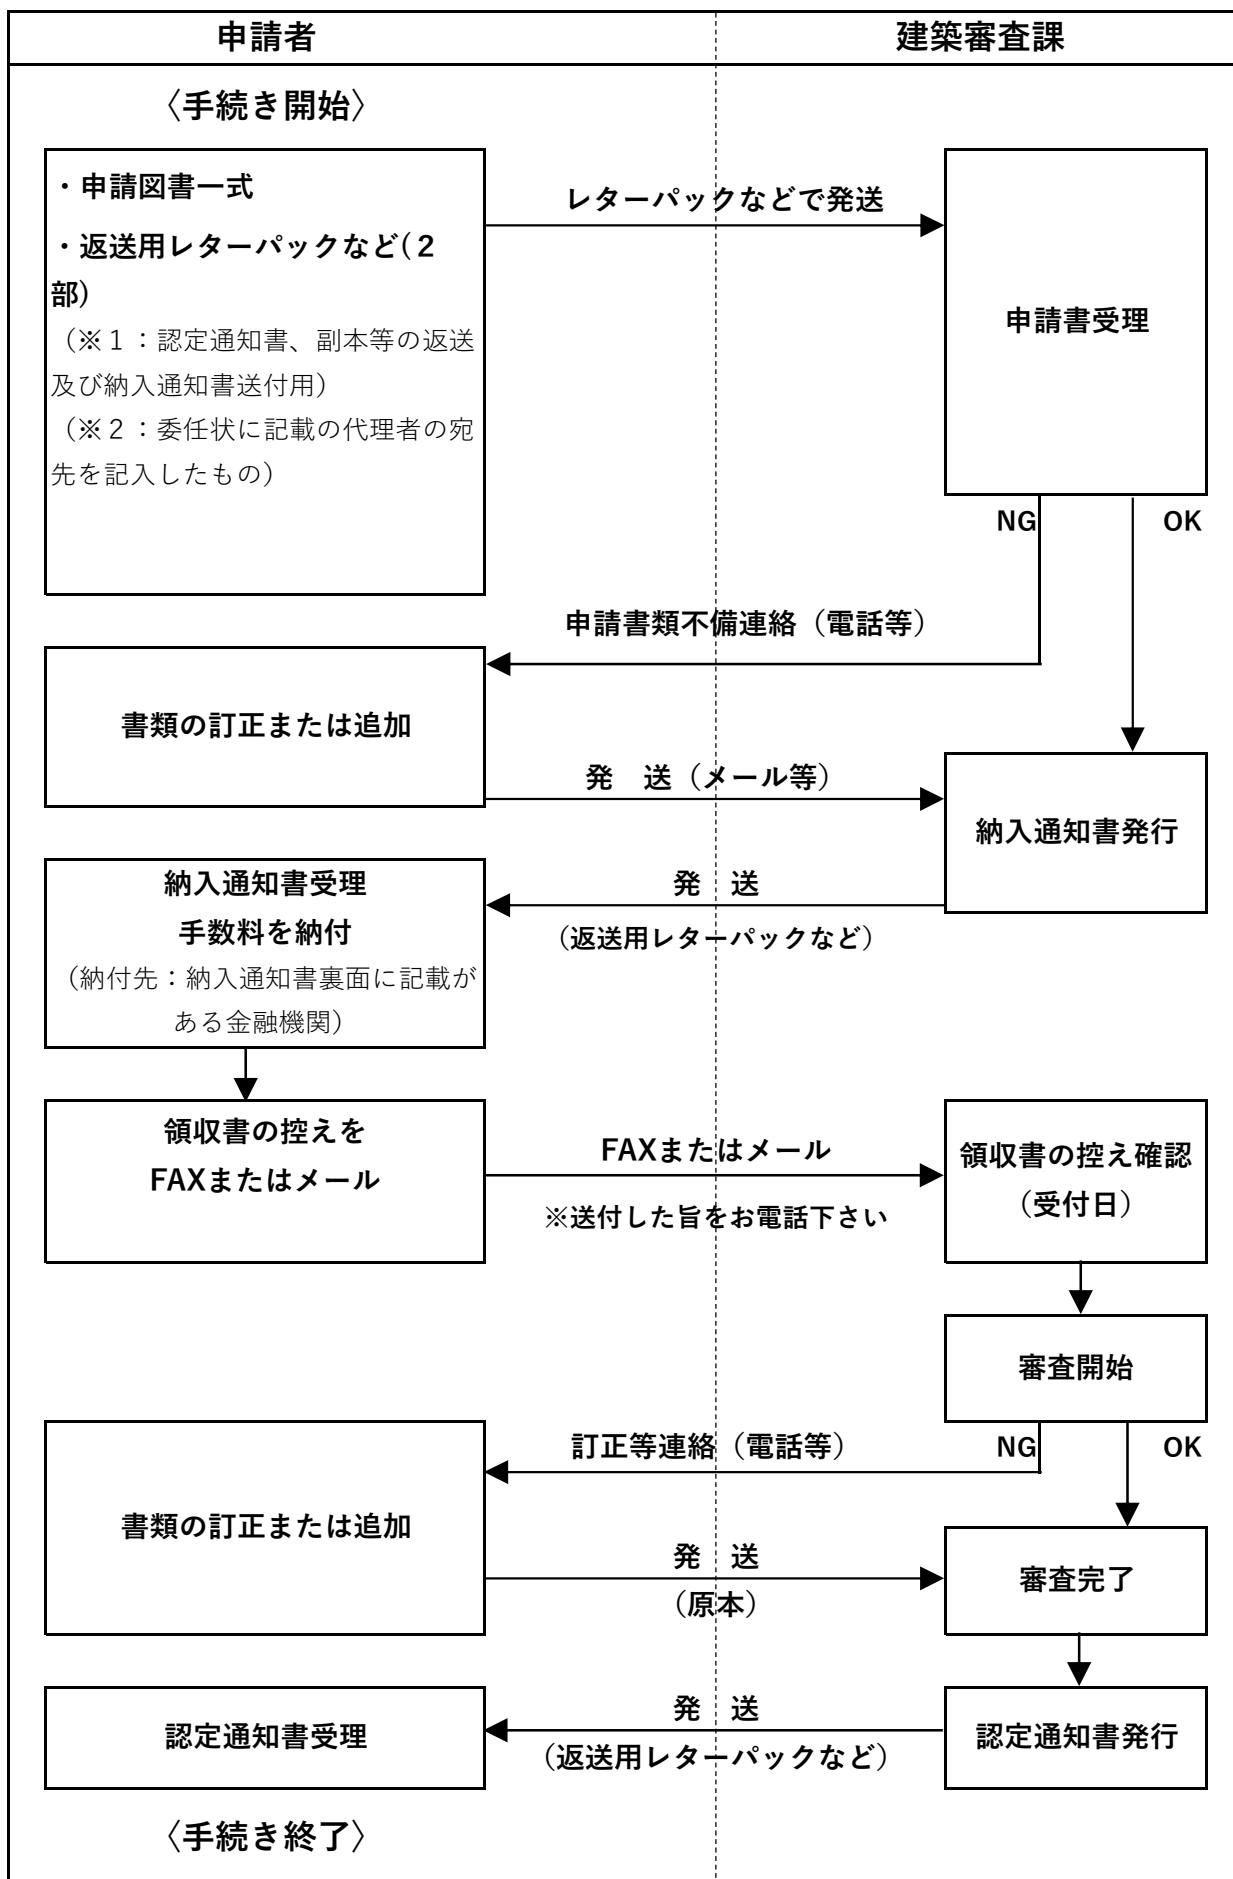 申請者
建築審査課
〈手続き開始〉
・申請図書一式
・返送用レターパックなど(２
部)
（※１：認定通知書、副本等の返送
及び納入通知書送付用）
（※２：委任状に記載の代理者の宛
先を記入したもの）
レターパックなどで発送
申請書受理
NG
OK
申請書類不備連絡（電話等）
書類の訂正または追加
発　送（メール等）
納入通知書発行
納入通知書受理
手数料を納付
（納付先：納入通知書裏面に記載が
ある金融機関）
発　送
（返送用レターパックなど）
領収書の控えを
FAXまたはメール
FAXまたはメール
※送付した旨をお電話下さい
領収書の控え確認
（受付日）
審査開始
NG
OK
訂正等連絡（電話等）
書類の訂正または追加
発　送
（原本）
審査完了
認定通知書受理
発　送
（返送用レターパックなど）
認定通知書発行
〈手続き終了〉